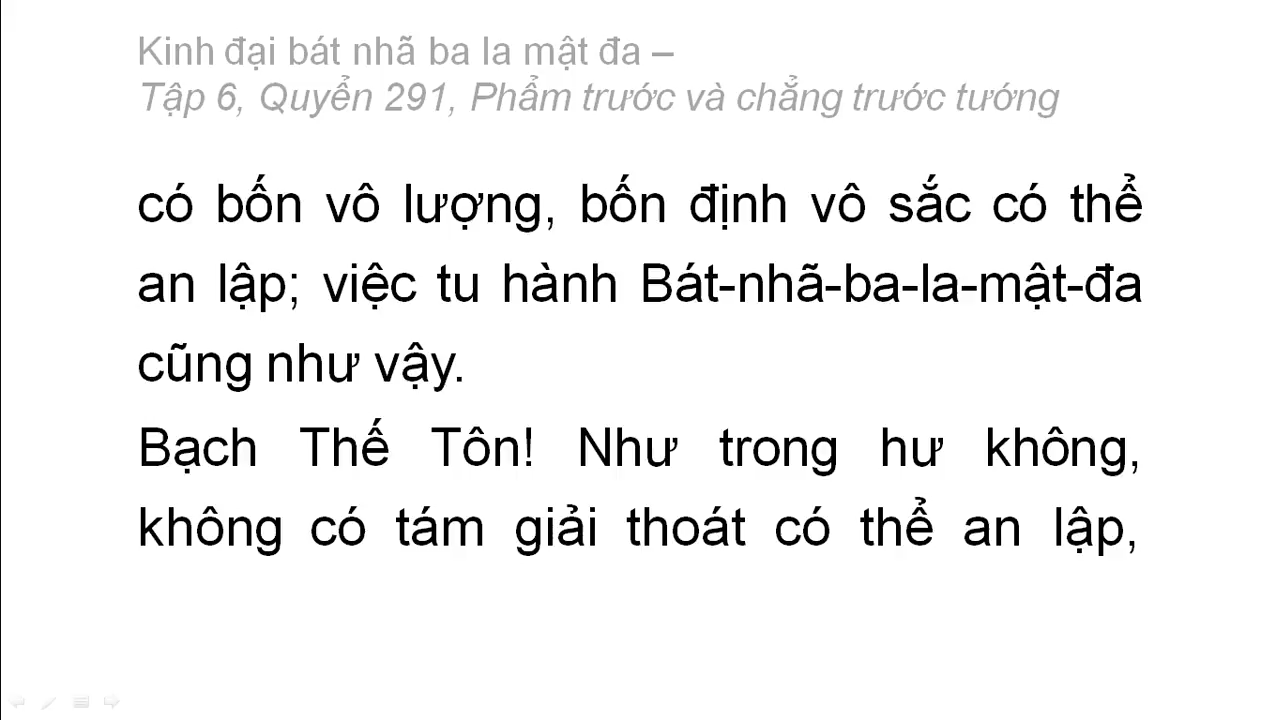 Kinh đại bát nhã ba la mật đa –
Tập 6, Quyển 291, Phẩm trước và chẳng trước tướng
có bốn vô lượng, bốn định vô sắc có thể
an lập; việc tu hành Bát-nhã-ba-la-mật-đa
cũng như vậy.
Bạch Thế Tôn! Như trong hư không,
không có tám giải thoát có thể an lập,